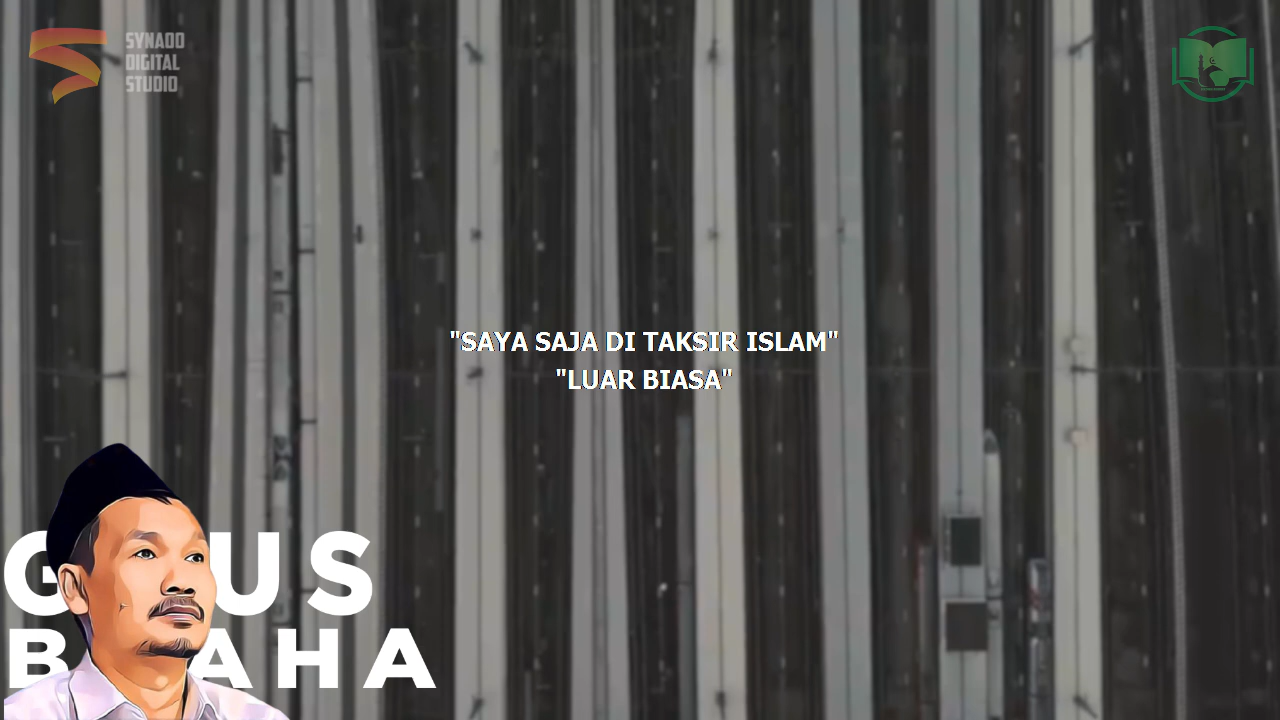 SYNADO
DIGITAL
STUDIO
"SAYA SAJA DI TAKSIR ISLAM"
"LUAR BIASA"
GUS
BAHA